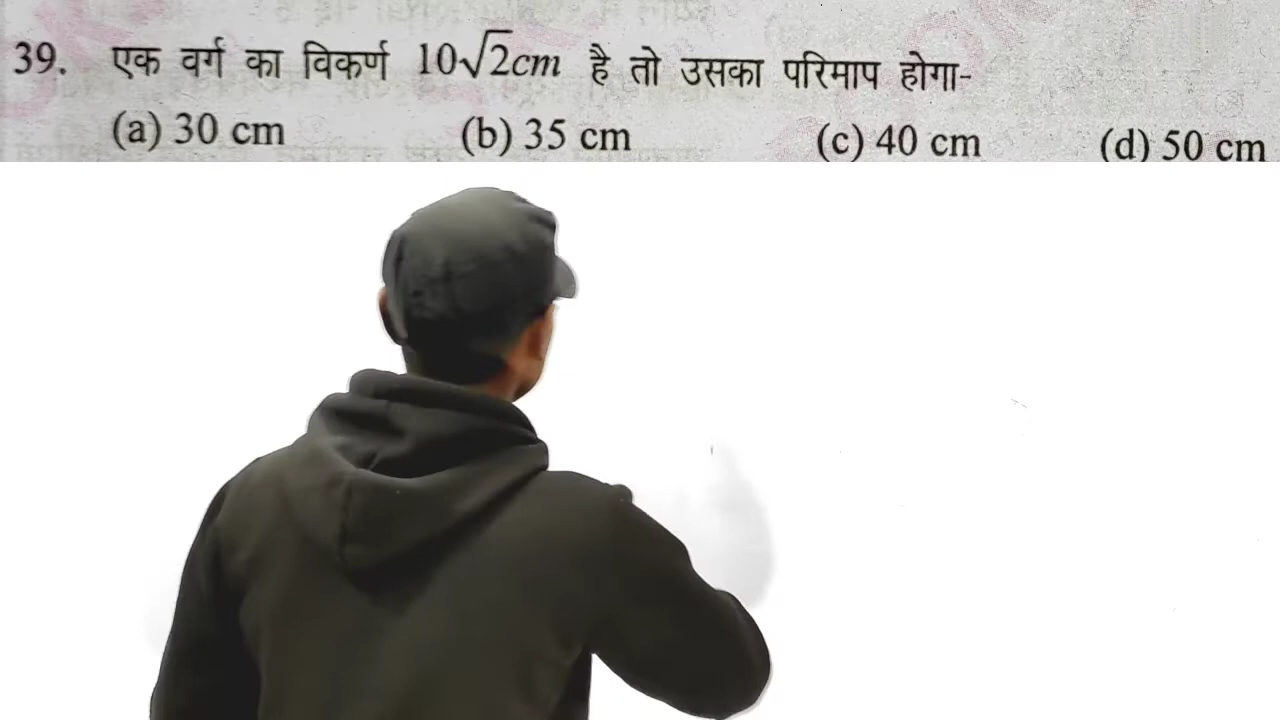 39. एक वर्ग का विकर्ण 10√2cm है तो उसका परिमाप होगा-
(a) 30 cm (b) 35 cm (c) 40 cm (d) 50 cm